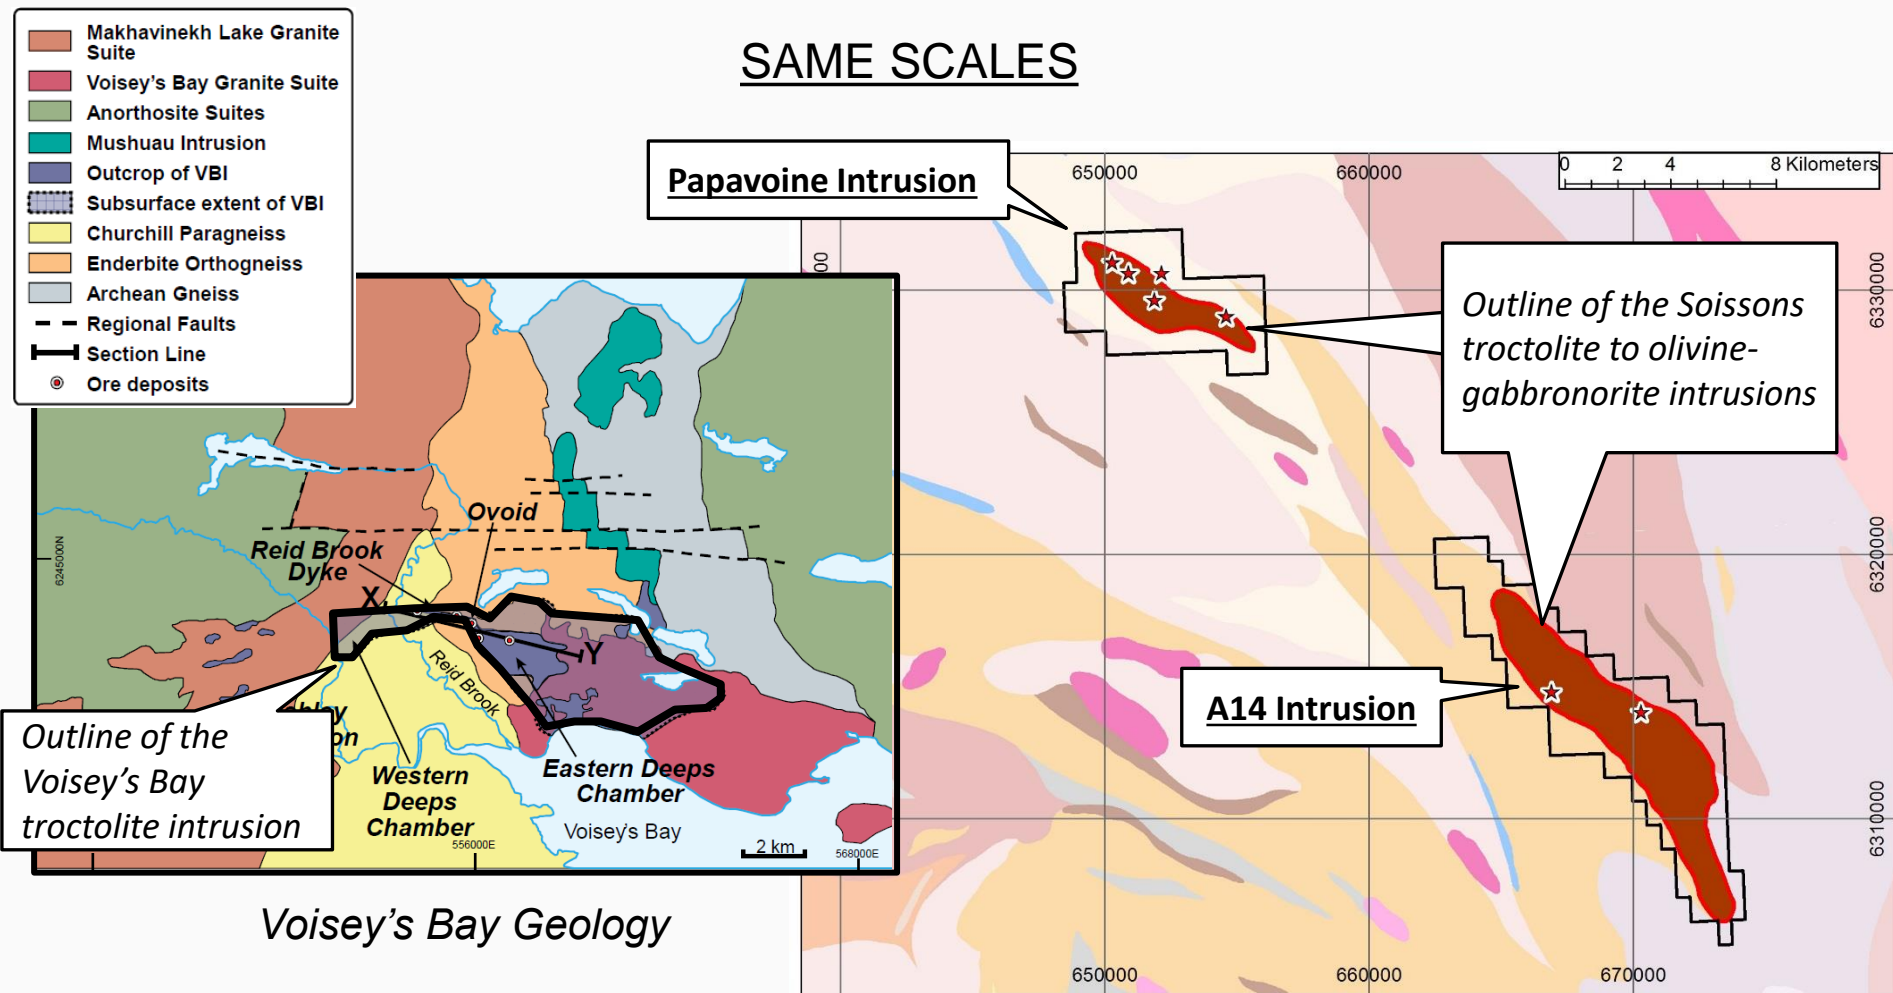 Makhavinekh Lake Granite
Suite
Voisey's Bay Granite Suite
Anorthosite Suites
Mushuau Intrusion
Outcrop of VBI
Subsurface extent of VBI
Churchill Paragneiss
Enderbite Orthogneiss
Archean Gneiss
Regional Faults
Section Line
Ore deposits
SAME SCALES
Papavoine Intrusion
650000
660000
0 2 4 8 Kilometers
00
6330000
Outline of the Soissons
troctolite to olivine-
gabbronorite intrusions
6320000
A14 Intrusion
6310000
650000
660000
670000
Ovoid
Reid Brook
Dyke
6245000N
X
Y
Reid Brook
Outline of the
Voisey's Bay
troctolite intrusion
Western
Deeps
Chamber
Eastern Deeps
Chamber
Voisey's Bay
2 km
556000E
568000E
Voisey's Bay Geology